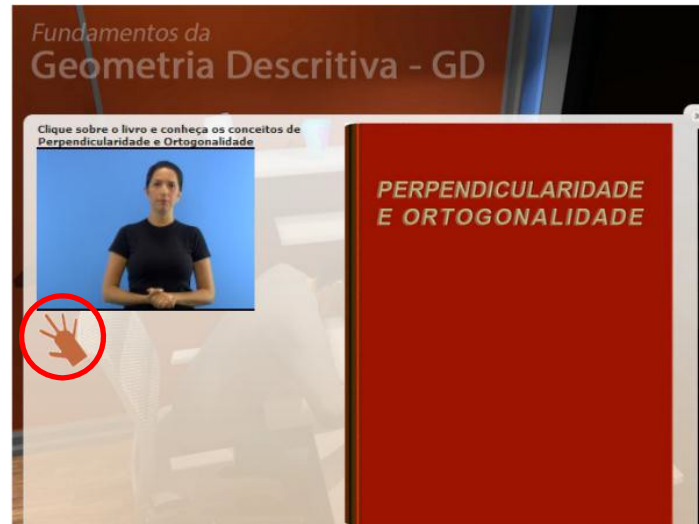 Fundamentos da
Geometria Descritiva - GD
Clique sobre o livro e conheça os conceitos de
Perpendicularidade e Ortogonalidade
PERPENDICULARIDADE
E ORTOGONALIDADE